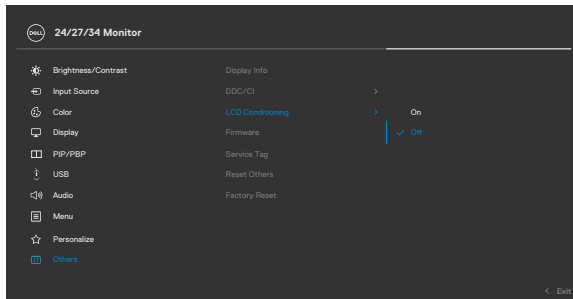 DELL
24/27/34 Monitor
Brightness/Contrast
Input Source
Color
Display
PIP/PBP
USB
Audio
Menu
Personalize
Others
Display Info
DDC/CI
LCD Conditioning
Firmware
Service Tag
Reset Others
Factory Reset
On
Off
Exit